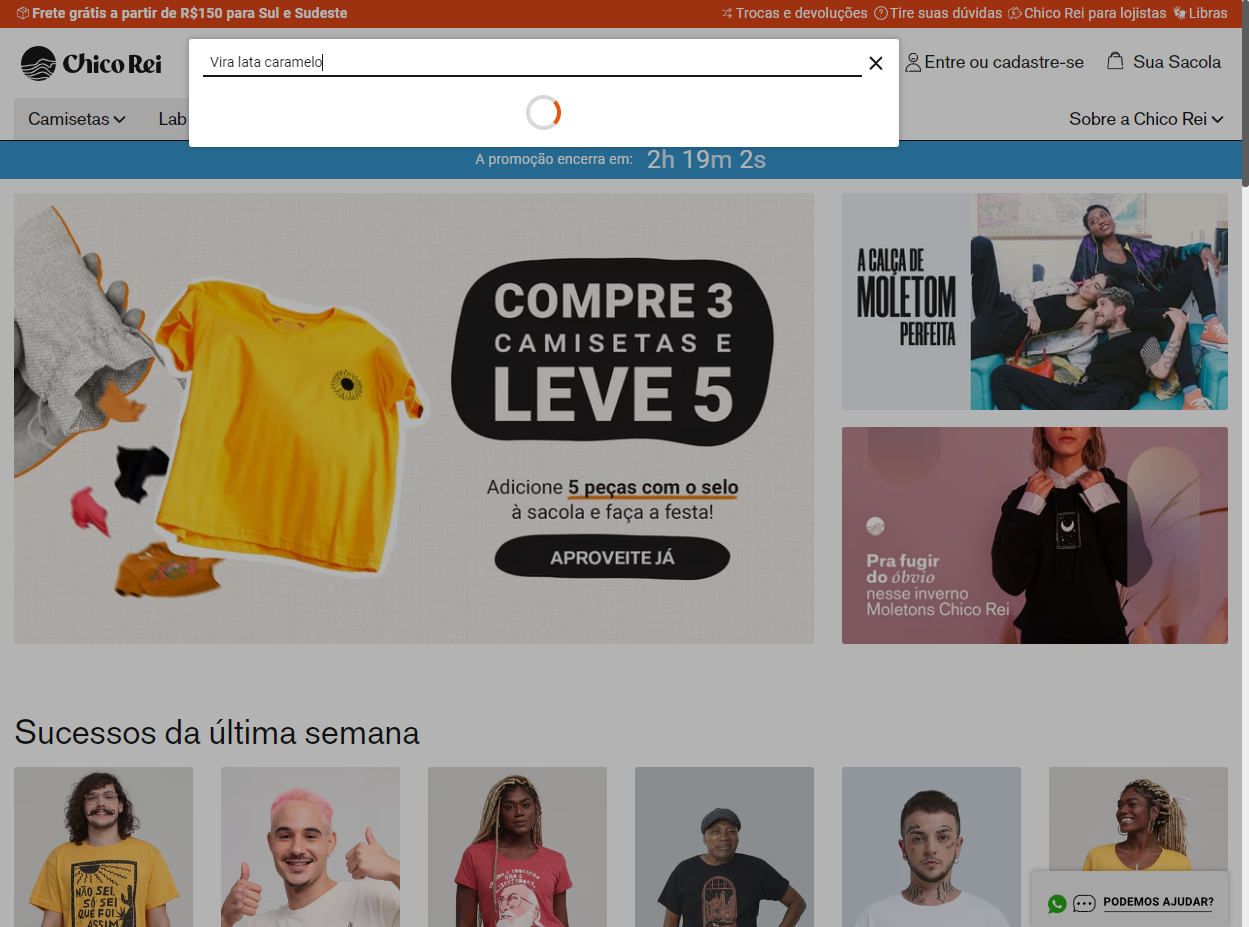 Frete grátis a partir de R$150 para Sul e Sudeste
Trocas e devoluções
Tire suas dúvidas
Chico Rei para lojistas
Libras
Chico Rei
Vira lata caramelo
Entre ou cadastre-se
Sua Sacola
Camisetas
Lab
Sobre a Chico Rei
A promoção encerra em: 2h 19m 2s
COMPRE 3
CAMISETAS E
LEVE 5
Adicione 5 peças com o selo
à sacola e faça a festa!
APROVEITE JÁ
A CALÇA DE
MOLETOM
PERFEITA
Pra fugir
do óbvio
nesse inverno
Moletons Chico Rei
Sucessos da última semana
NÃO SEI,
SÓ SEI
QUE FOI
ASSIM
PODEMOS AJUDAR?